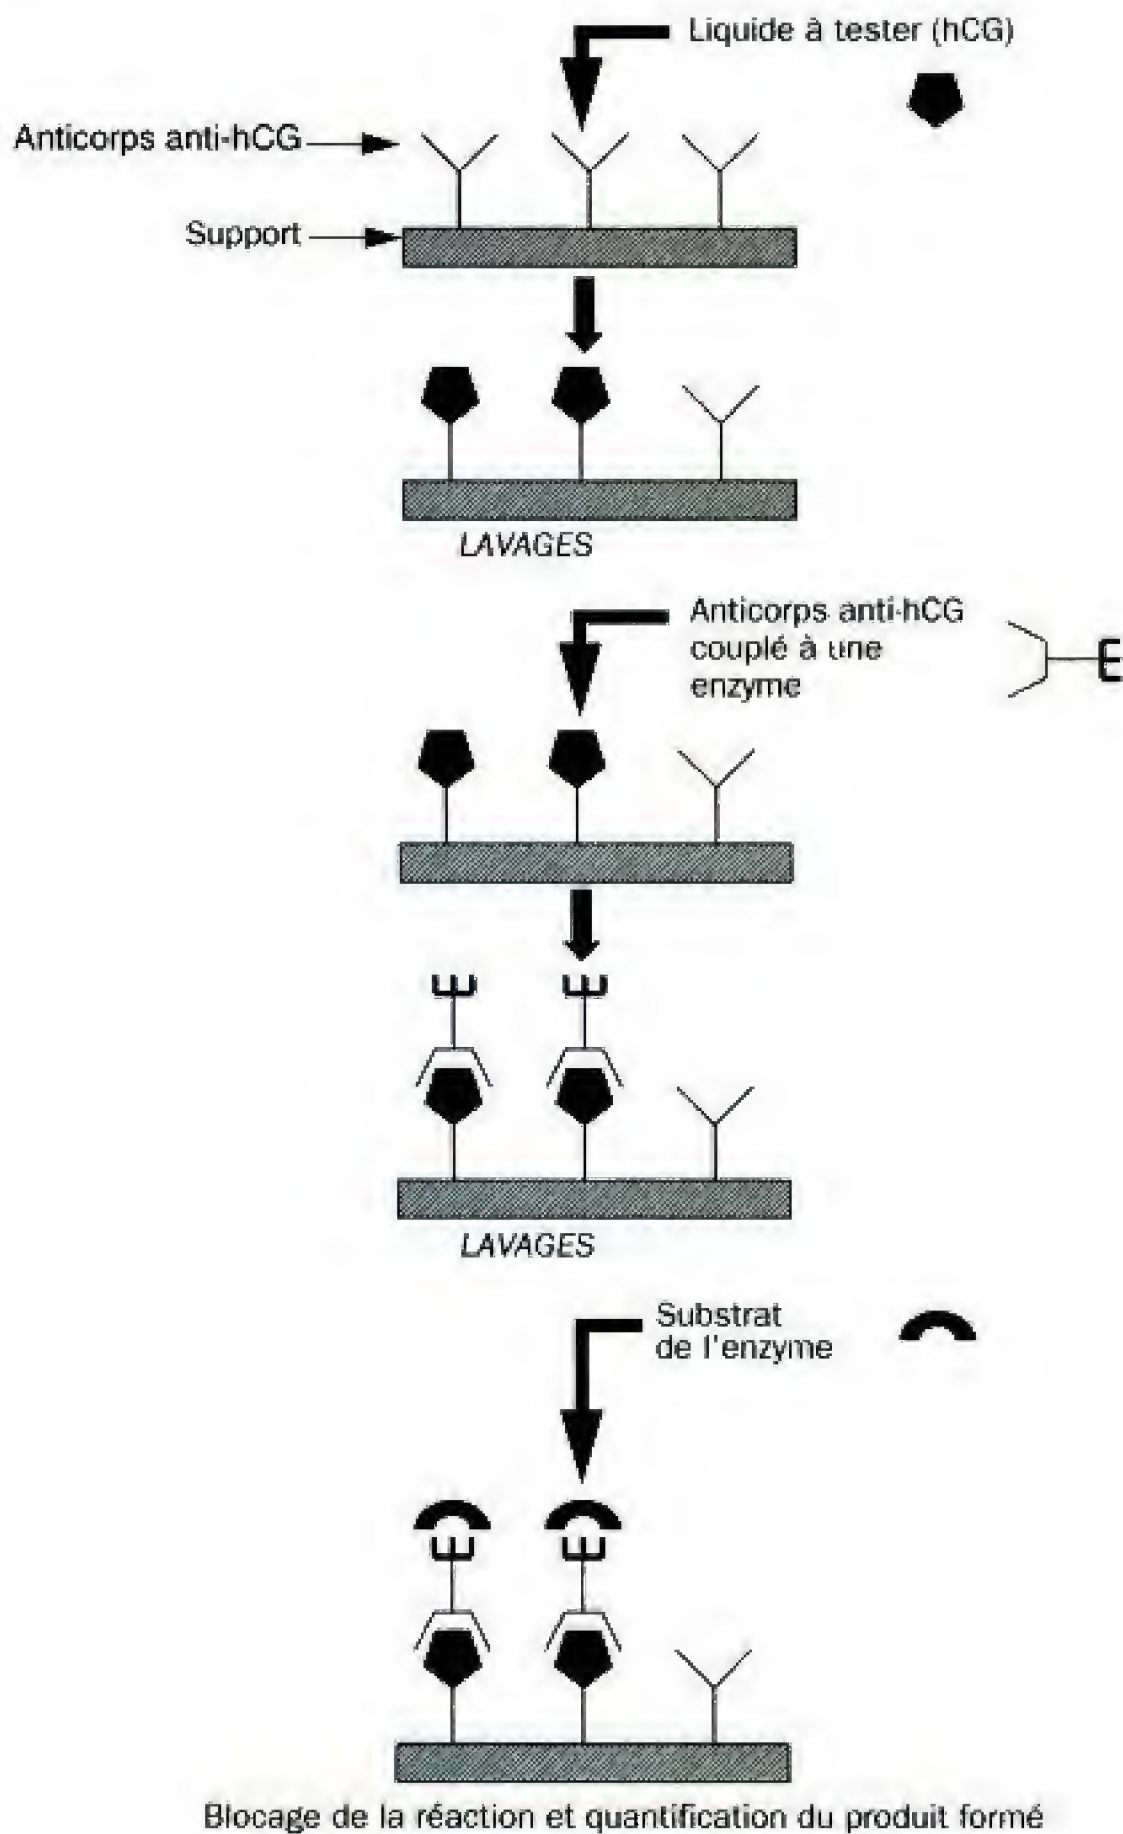 Liquide à tester (hCG)
Anticorps anti-hCG
Support
LAVAGES
Anticorps anti-hCG
couplé à une
enzyme
E
E E
LAVAGES
Substrat
de l'enzyme
E E
Blocage de la réaction et quantification du produit formé